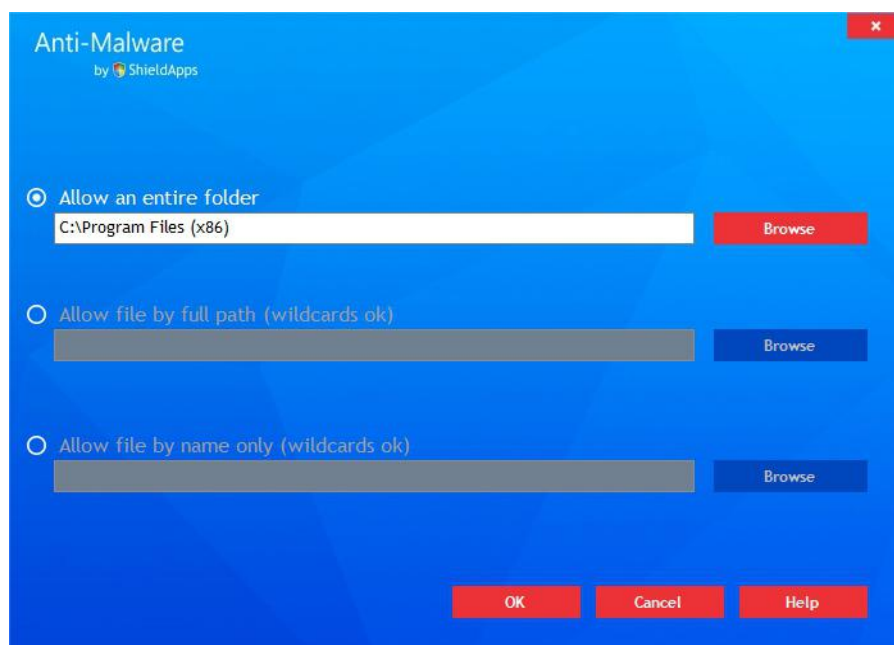 Anti-Malware
by ShieldApps
×
Allow an entire folder
C:\Program Files (x86)
Browse
Allow file by full path (wildcards ok)
Browse
Allow file by name only (wildcards ok)
Browse
OK
Cancel
Help